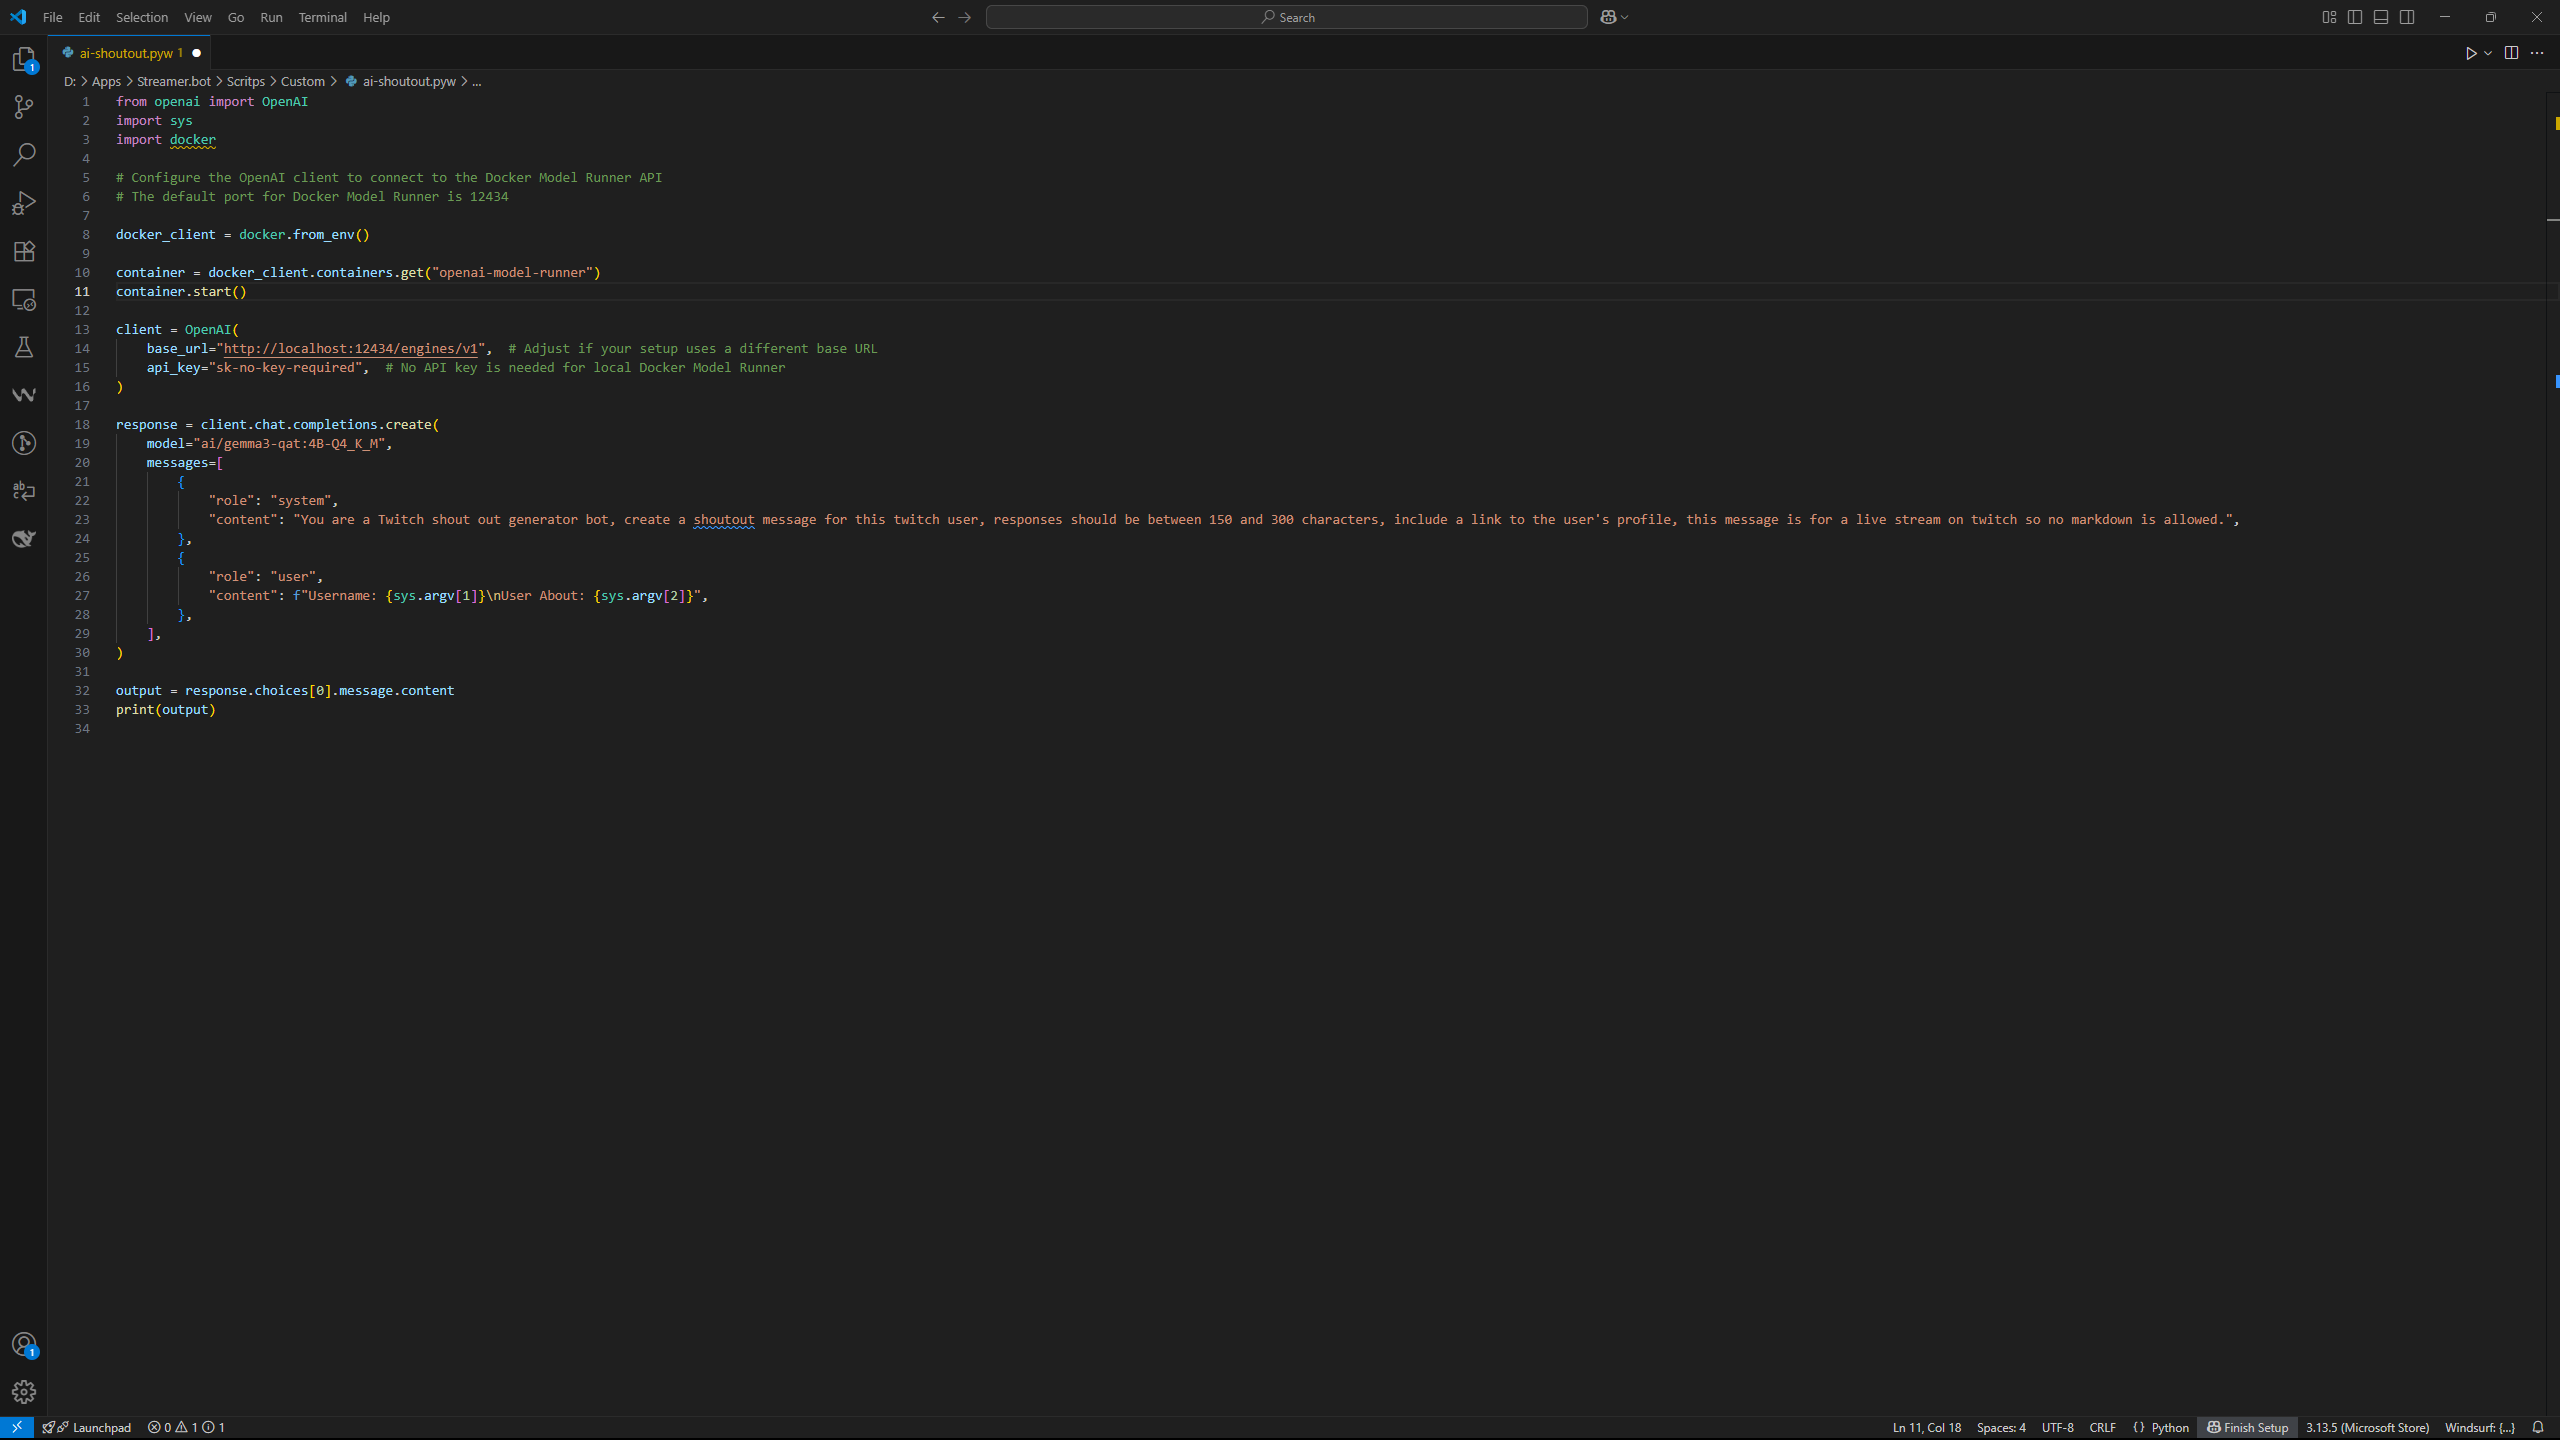 File Edit Selection View Go Run Terminal Help
Search
ai-shoutout.pyw 1
D: > Apps > Streamer.bot > Scritps > Custom > ai-shoutout.pyw > ...
1 from openai import OpenAI
2 import sys
3 import docker
4
5 # Configure the OpenAI client to connect to the Docker Model Runner API
6 # The default port for Docker Model Runner is 12434
7
8 docker_client = docker.from_env()
9
10 container = docker_client.containers.get("openai-model-runner")
11 container.start()
12
13 client = OpenAI(
14     base_url="http://localhost:12434/engines/v1",  # Adjust if your setup uses a different base URL
15     api_key="sk-no-key-required",  # No API key is needed for local Docker Model Runner
16 )
17
18 response = client.chat.completions.create(
19     model="ai/gemma3-qat:4B-Q4_K_M",
20     messages=[
21         {
22             "role": "system",
23             "content": "You are a Twitch shout out generator bot, create a shoutout message for this twitch user, responses should be between 150 and 300 characters, include a link to the user's profile, this message is for a live stream on twitch so no markdown is allowed.",
24         },
25         {
26             "role": "user",
27             "content": f"Username: {sys.argv[1]}\nUser About: {sys.argv[2]}",
28         },
29     ],
30 )
31
32 output = response.choices[0].message.content
33 print(output)
34
1
1
Launchpad 0 1 1 Ln 11, Col 18 Spaces: 4 UTF-8 CRLF {} Python Finish Setup 3.13.5 (Microsoft Store) Windsurf: {...}